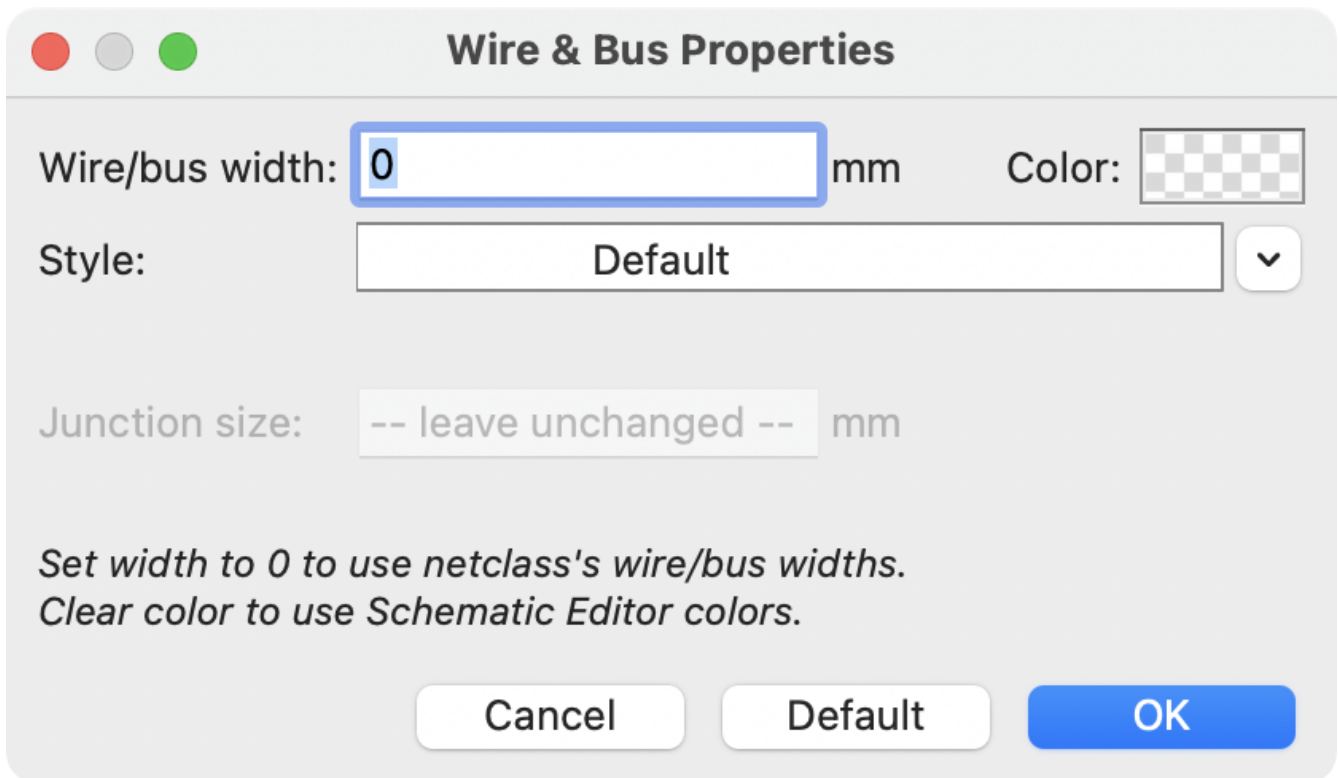 Wire & Bus Properties
Wire/bus width: 0 mm Color:
Style: Default
Junction size: -- leave unchanged -- mm
Set width to 0 to use netclass's wire/bus widths.
Clear color to use Schematic Editor colors.
Cancel Default OK